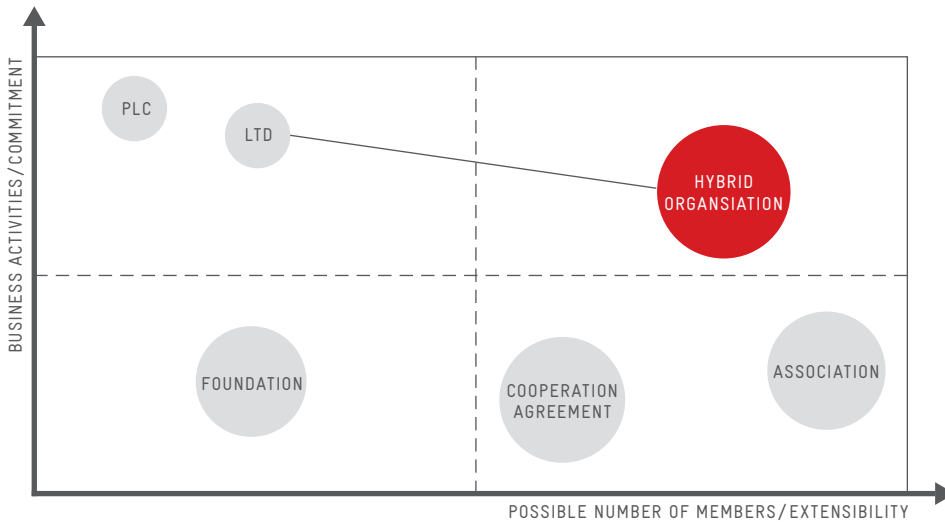 BUSINESS ACTIVITIES/COMMITMENT
PLC
LTD
HYBRID
ORGANSIATION
FOUNDATION
COOPERATION
AGREEMENT
ASSOCIATION
POSSIBLE NUMBER OF MEMBERS/EXTENSIBILITY